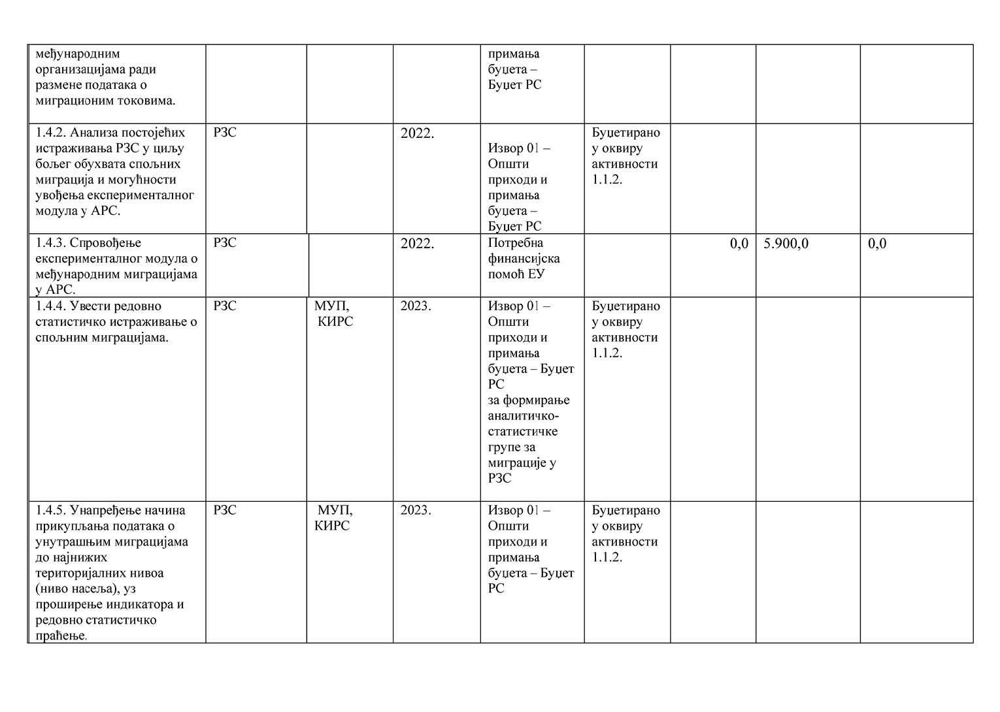 међународним
организацијама ради
размене података о
миграционим токовима.
примања
буџета –
Буџет РС
1.4.2. Анализа постојећих
истраживања РЗС у циљу
бољег обухвата спољних
миграција и могућности
увођења експерименталног
модула у АРС.
РЗС
2022.
Извор 01 –
Општи
приходи и
примања
буџета –
Буџет РС
Буџетирано
у оквиру
активности
1.1.2.
1.4.3. Спровођење
експерименталног модула о
међународним миграцијама
у АРС.
РЗС
2022.
Потребна
финансијска
помоћ ЕУ
0,0
5.900,0
0,0
1.4.4. Увести редовно
статистичко истраживање о
спољним миграцијама.
РЗС
МУП,
КИРС
2023.
Извор 01 –
Општи
приходи и
примања
буџета – Буџет
РС
за формирање
аналитичко-
статистичке
групе за
миграције у
РЗС
Буџетирано
у оквиру
активности
1.1.2.
1.4.5. Унапређење начина
прикупљања података о
унутрашњим миграцијама
до најнижих
територијалних нивоа
(ниво насеља), уз
проширење индикатора и
редовно статистичко
праћење.
РЗС
МУП,
КИРС
2023.
Извор 01 –
Општи
приходи и
примања
буџета – Буџет
РС
Буџетирано
у оквиру
активности
1.1.2.